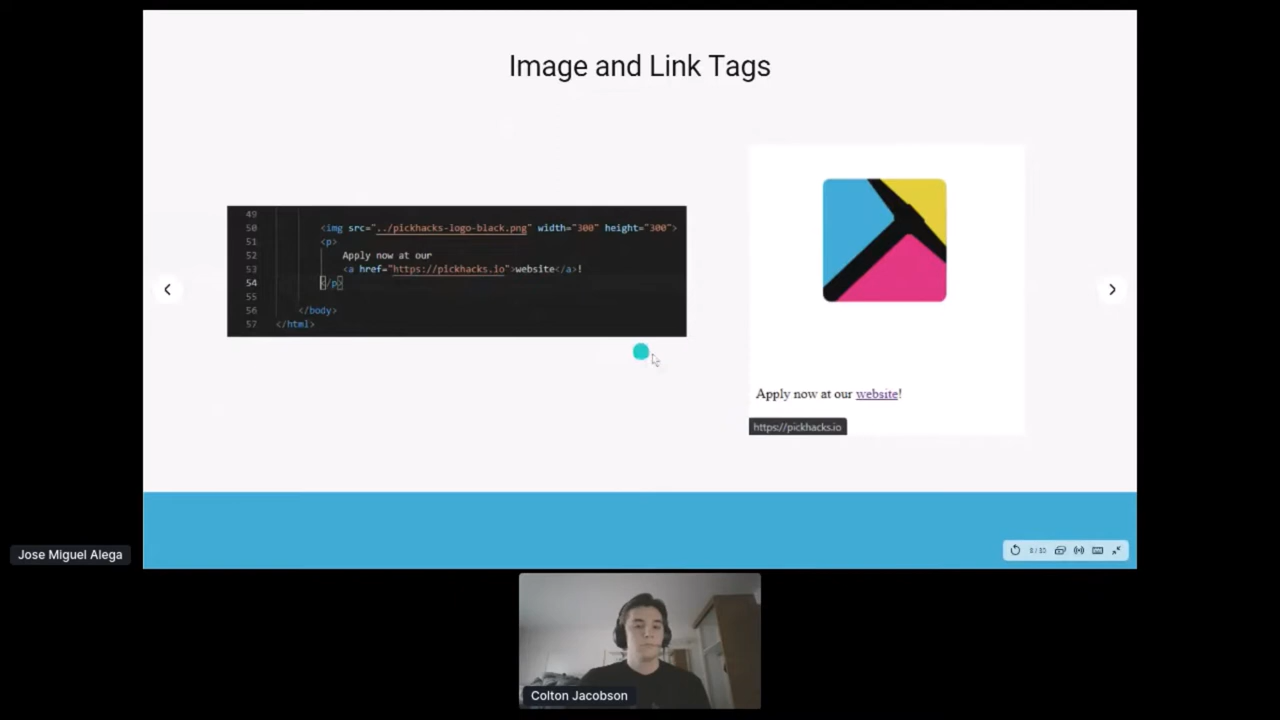 Image and Link Tags
49
50 <img src="../pickhacks-logo-black.png" width="300" height="300">
51 <p>
52 Apply now at our
53 <a href="https://pickhacks.io">website</a>!
54 </p>
55
56 </body>
57 </html>
Apply now at our website!
https://pickhacks.io
Jose Miguel Alega
Colton Jacobson